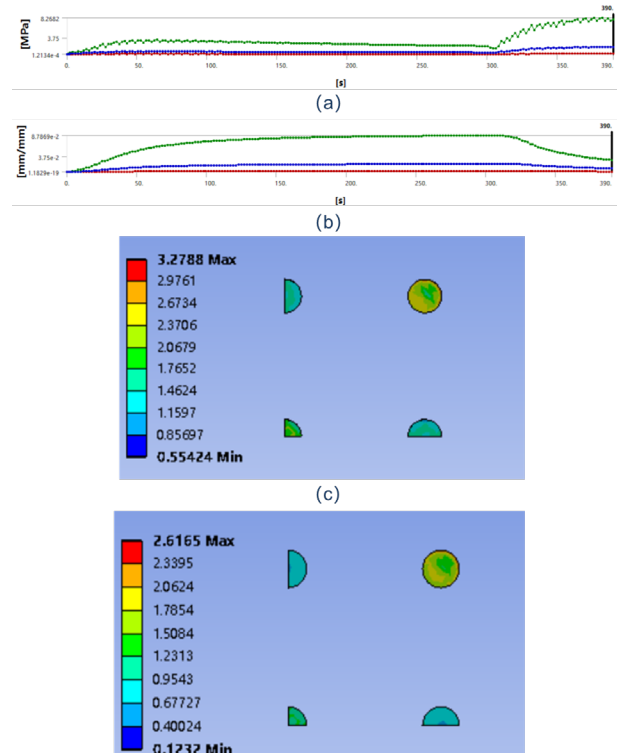 390.
[MPa]
8.2682
3.75
1.2134e-4
0. 50. 100. 150. 200. 250. 300. 350. 390.
[s]
(a)
390.
[mm/mm]
8.7869e-2
3.75e-2
1.1829e-19
0. 50. 100. 150. 200. 250. 300. 350. 390.
[s]
(b)
3.2788 Max
2.9761
2.6734
2.3706
2.0679
1.7652
1.4624
1.1597
0.85697
0.55424 Min
(c)
2.6165 Max
2.3395
2.0624
1.7854
1.5084
1.2313
0.9543
0.67727
0.40024
0.1232 Min